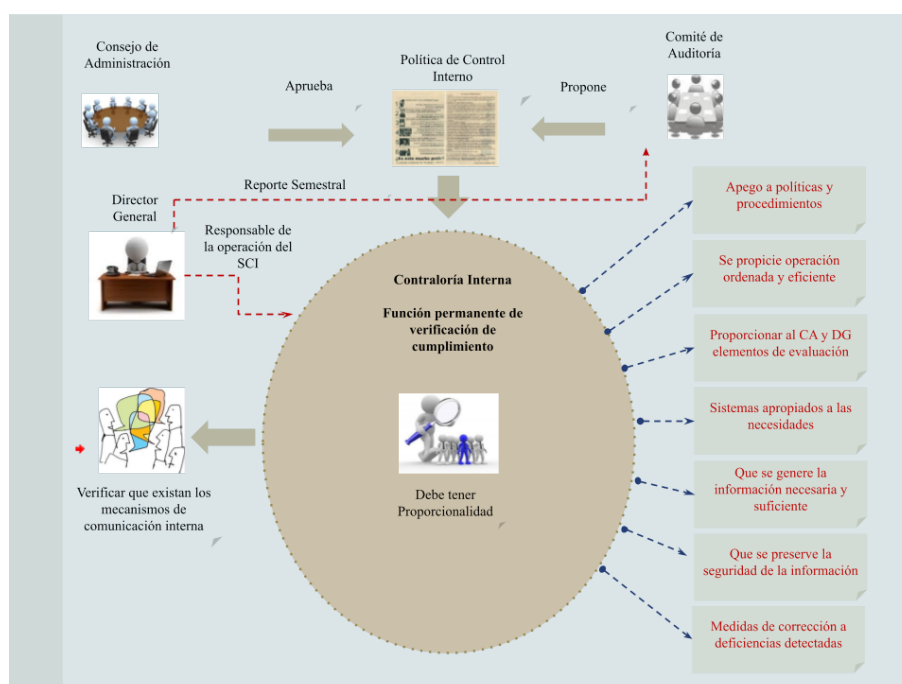 Consejo de
Administración
Aprueba
Política de Control
Interno
Propone
Comité de
Auditoría
Director
General
Reporte Semestral
Responsable de
la operación del
SCI
Contraloría Interna
Función permanente de
verificación de
cumplimiento
Debe tener
Proporcionalidad
Verificar que existan los
mecanismos de
comunicación interna
Apego a políticas y
procedimientos
Se propicie operación
ordenada y eficiente
Proporcionar al CA y DG
elementos de evaluación
Sistemas apropiados a las
necesidades
Que se genere la
información necesaria y
suficiente
Que se preserve la
seguridad de la información
Medidas de corrección a
deficiencias detectadas